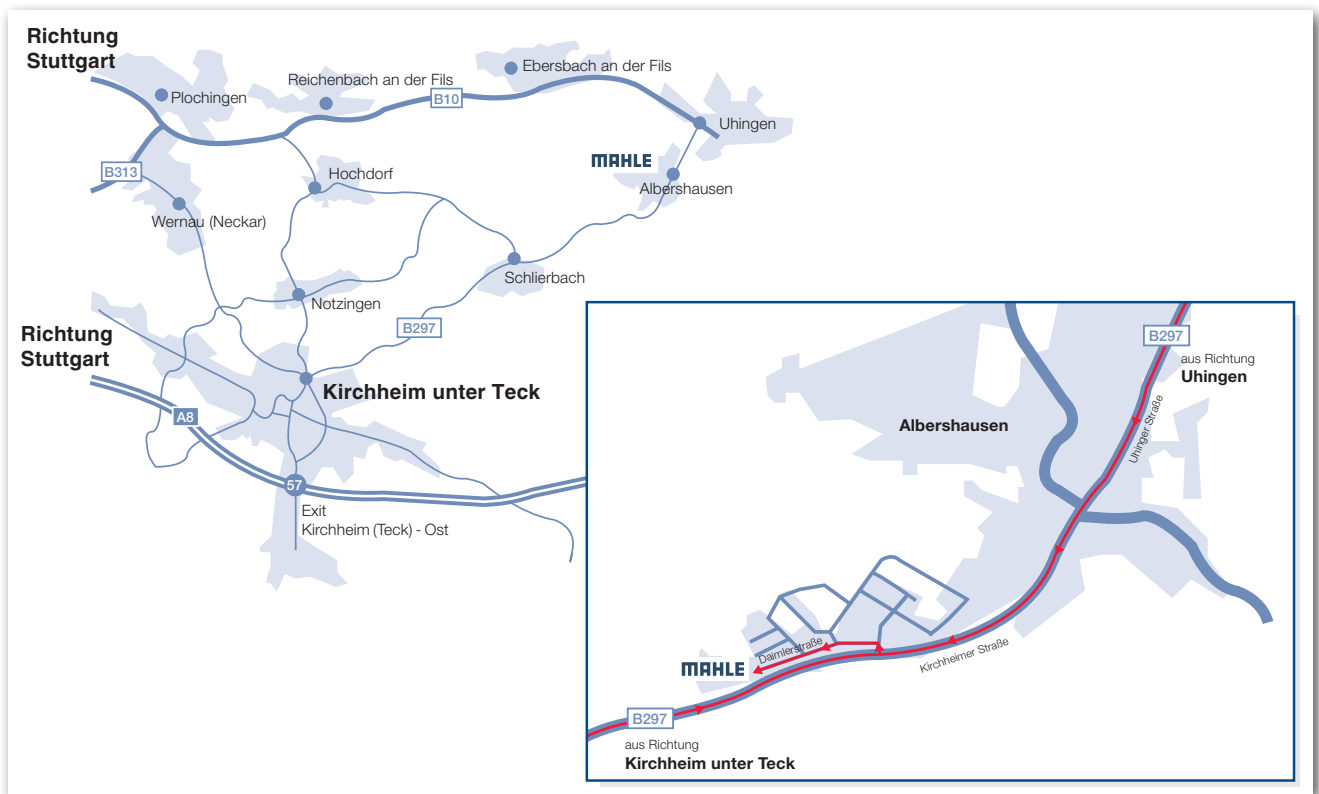 Richtung
Stuttgart
Plochingen
Reichenbach an der Fils
Ebersbach an der Fils
B10
Uhingen
B313
MAHLE
Hochdorf
Albershausen
Wernau (Neckar)
Schlierbach
Notzingen
B297
Richtung
Stuttgart
Kirchheim unter Teck
A8
57
Exit
Kirchheim (Teck) - Ost
B297
aus Richtung
Uhingen
Albershausen
Uhinger Straße
Kirchheimer Straße
Daimlerstraße
MAHLE
B297
aus Richtung
Kirchheim unter Teck